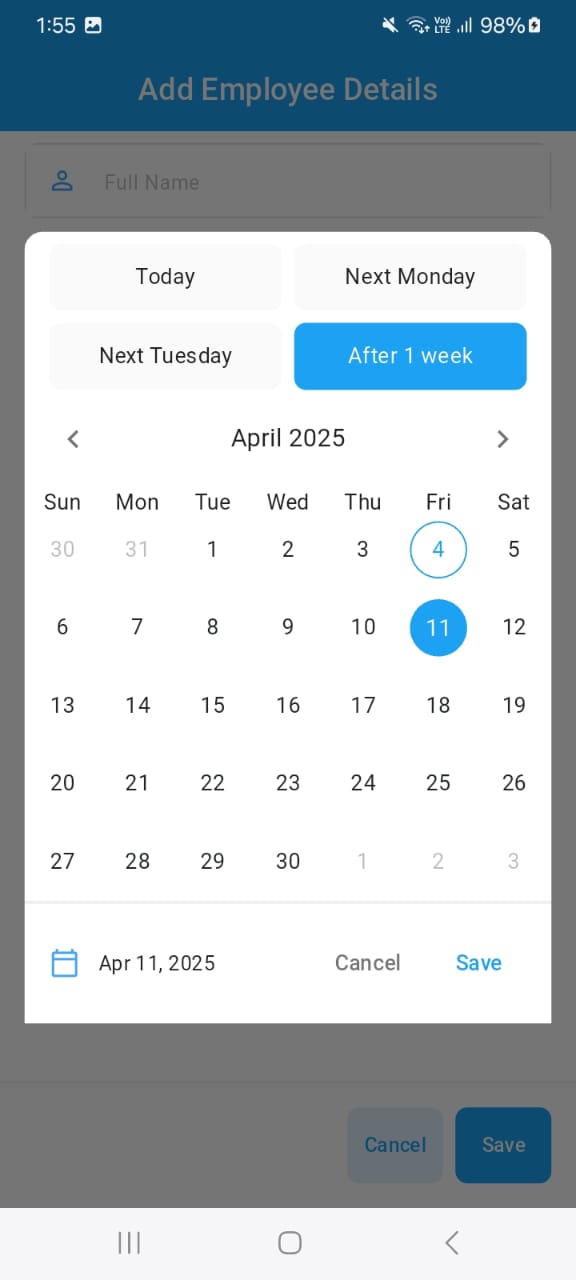 1:55 Vo)) LTE 98%
Add Employee Details
Full Name
Today Next Monday
Next Tuesday After 1 week
April 2025
Sun Mon Tue Wed Thu Fri Sat
30 31 1 2 3 4 5
6 7 8 9 10 11 12
13 14 15 16 17 18 19
20 21 22 23 24 25 26
27 28 29 30 1 2 3
Apr 11, 2025 Cancel Save
Cancel Save